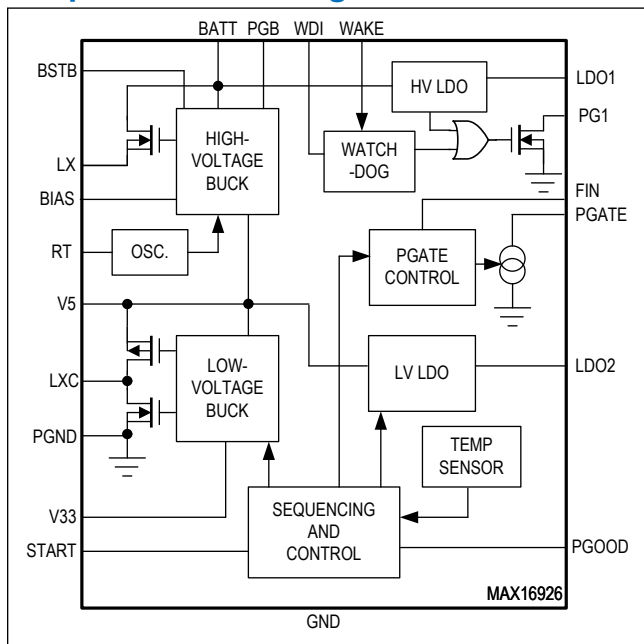 BATT PGB WDI WAKE
BSTB
HV LDO
LDO1
PG1
HIGH-
VOLTAGE
BUCK
WATCH
-DOG
LX
BIAS
FIN
PGATE
RT
OSC.
PGATE
CONTROL
V5
LOW-
VOLTAGE
BUCK
LV LDO
LDO2
LXC
PGND
TEMP
SENSOR
V33
SEQUENCING
AND
CONTROL
START
PGOOD
MAX16926
GND